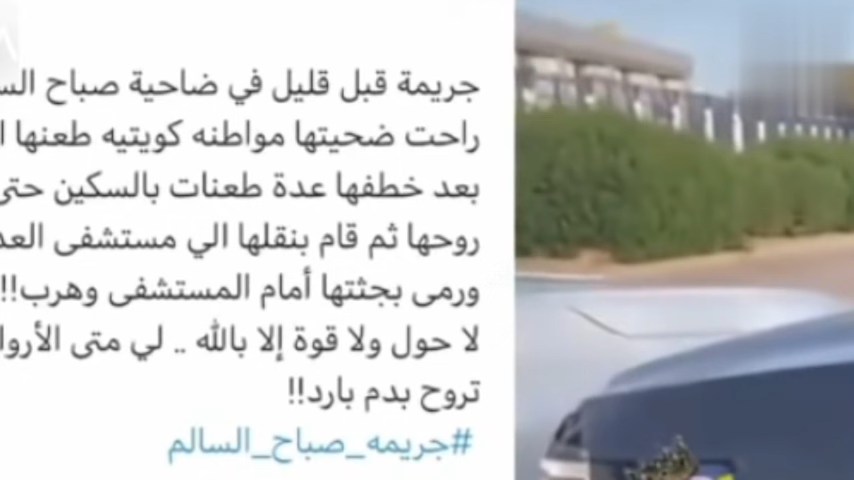 جريمة قبل قليل في ضاحية صباح
راحت ضحيتها مواطنه كويتيه طعنها
بعد خطفها عدة طعنات بالسكين حتى
روحها ثم قام بنقلها الي مستشفى
ورمى بجثتها أمام المستشفى وهرب!!
لا حول ولا قوة إلا بالله .. لي متى
تروح بدم بارد!!
#جريمه_صباح_السالم